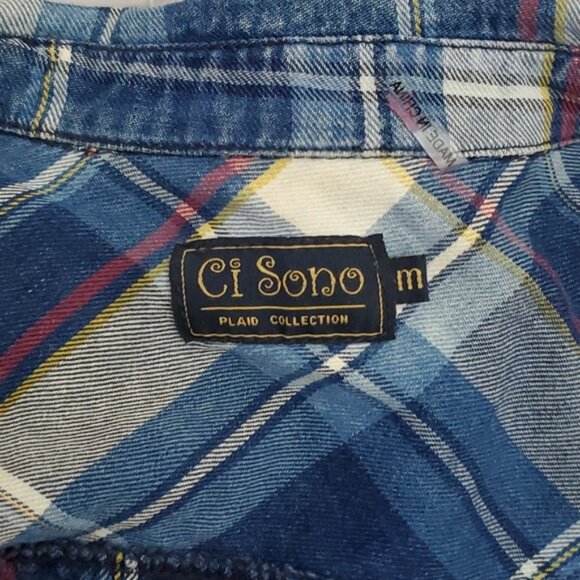 MADE IN CHINA
Ci Sono
M
PLAID COLLECTION